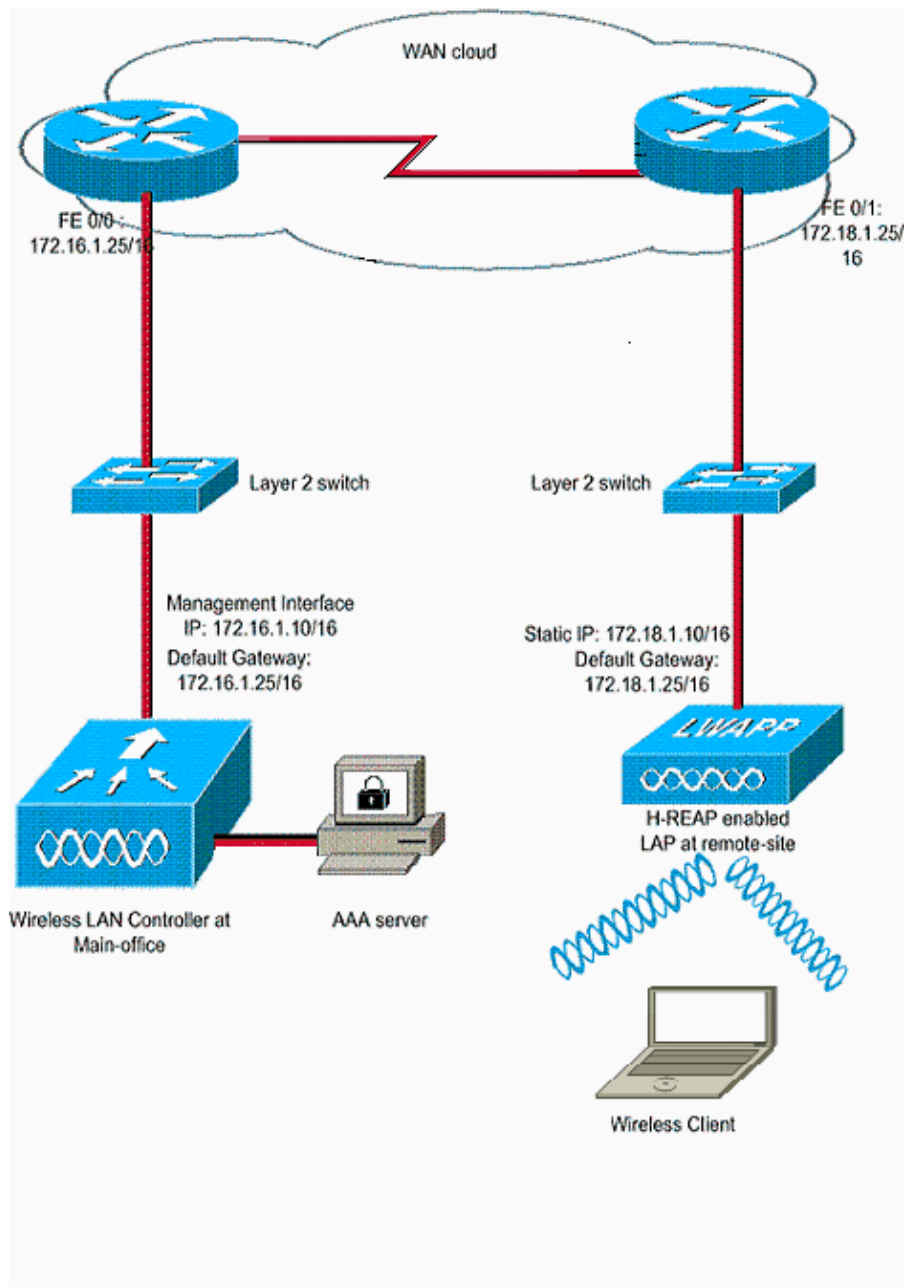 WAN cloud
FE 0/0 :
172.16.1.25/16
FE 0/1:
172.18.1.25/
16
Layer 2 switch
Layer 2 switch
Management Interface
IP: 172.16.1.10/16
Default Gateway:
172.16.1.25/16
Static IP: 172.18.1.10/16
Default Gateway:
172.18.1.25/16
LWAPP
H-REAP enabled
LAP at remote-site
Wireless LAN Controller at
Main-office
AAA server
Wireless Client